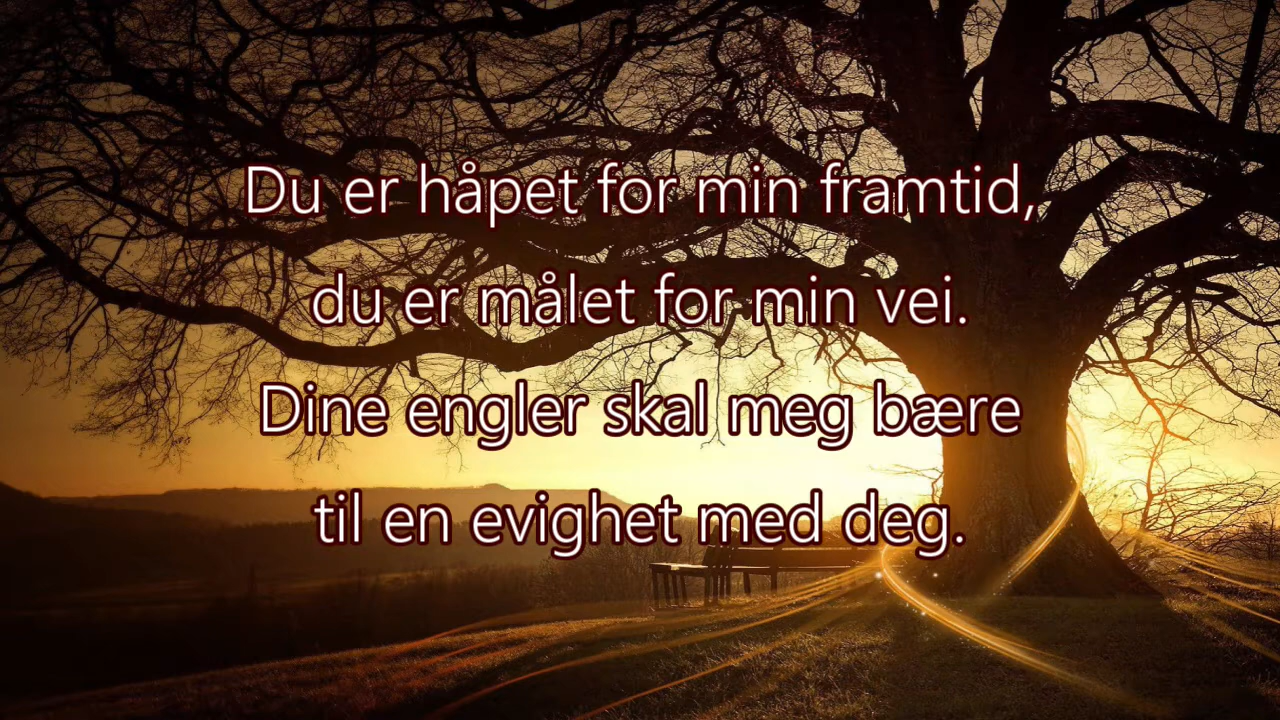 Du er håpet for min framtid,
du er målet for min vei.
Dine engler skal meg bære
til en evighet med deg.